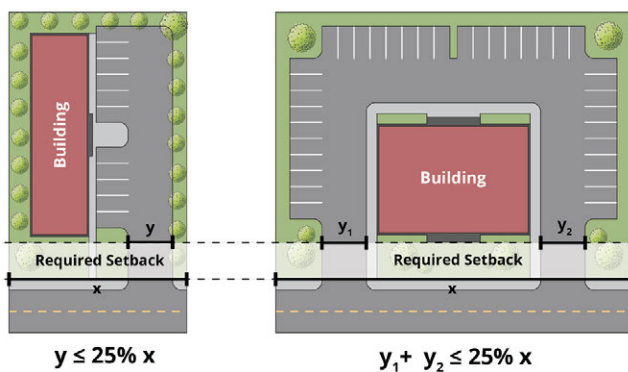 Building
y
Required Setback
x
y ≤ 25% x
Building
y₁
y₂
Required Setback
x
y₁+ y₂ ≤ 25% x